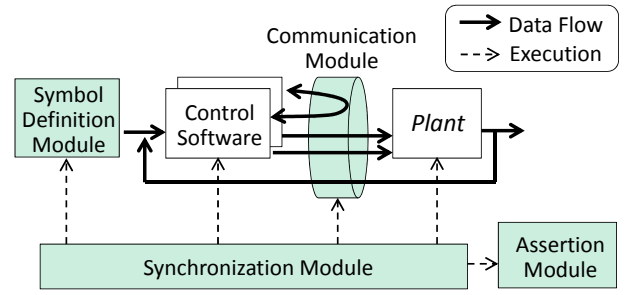 Communication
Module
Data Flow
Execution
Symbol
Definition
Module
Control
Software
Plant
Synchronization Module
Assertion
Module